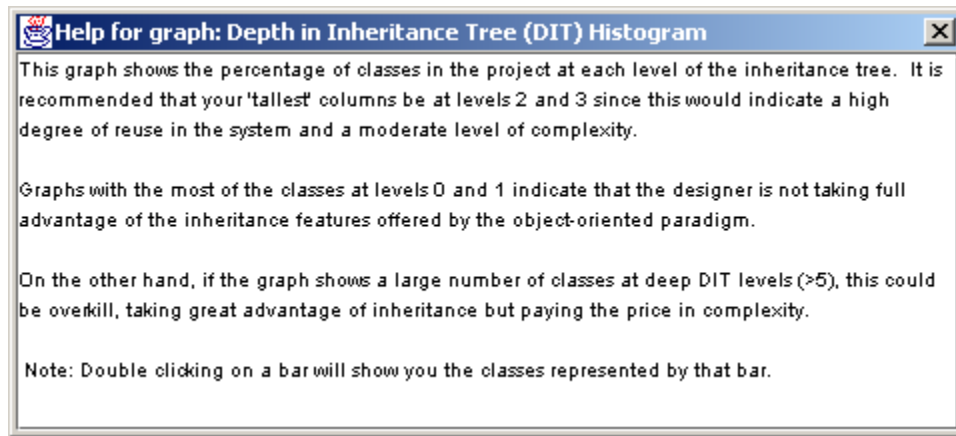 Help for graph: Depth in Inheritance Tree (DIT) Histogram
This graph shows the percentage of classes in the project at each level of the inheritance tree. It is
recommended that your 'tallest' columns be at levels 2 and 3 since this would indicate a high
degree of reuse in the system and a moderate level of complexity.
Graphs with the most of the classes at levels 0 and 1 indicate that the designer is not taking full
advantage of the inheritance features offered by the object-oriented paradigm.
On the other hand, if the graph shows a large number of classes at deep DIT levels (>5), this could
be overkill, taking great advantage of inheritance but paying the price in complexity.
Note: Double clicking on a bar will show you the classes represented by that bar.